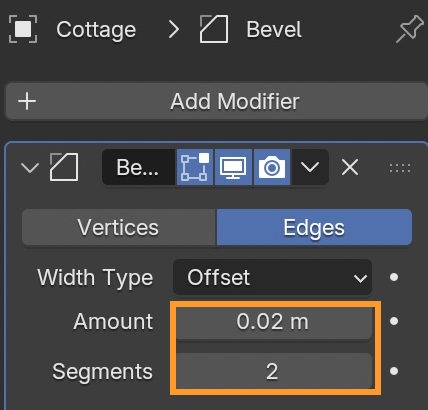 Cottage > Bevel
+ Add Modifier
Be...
Vertices Edges
Width Type Offset
Amount 0.02 m
Segments 2